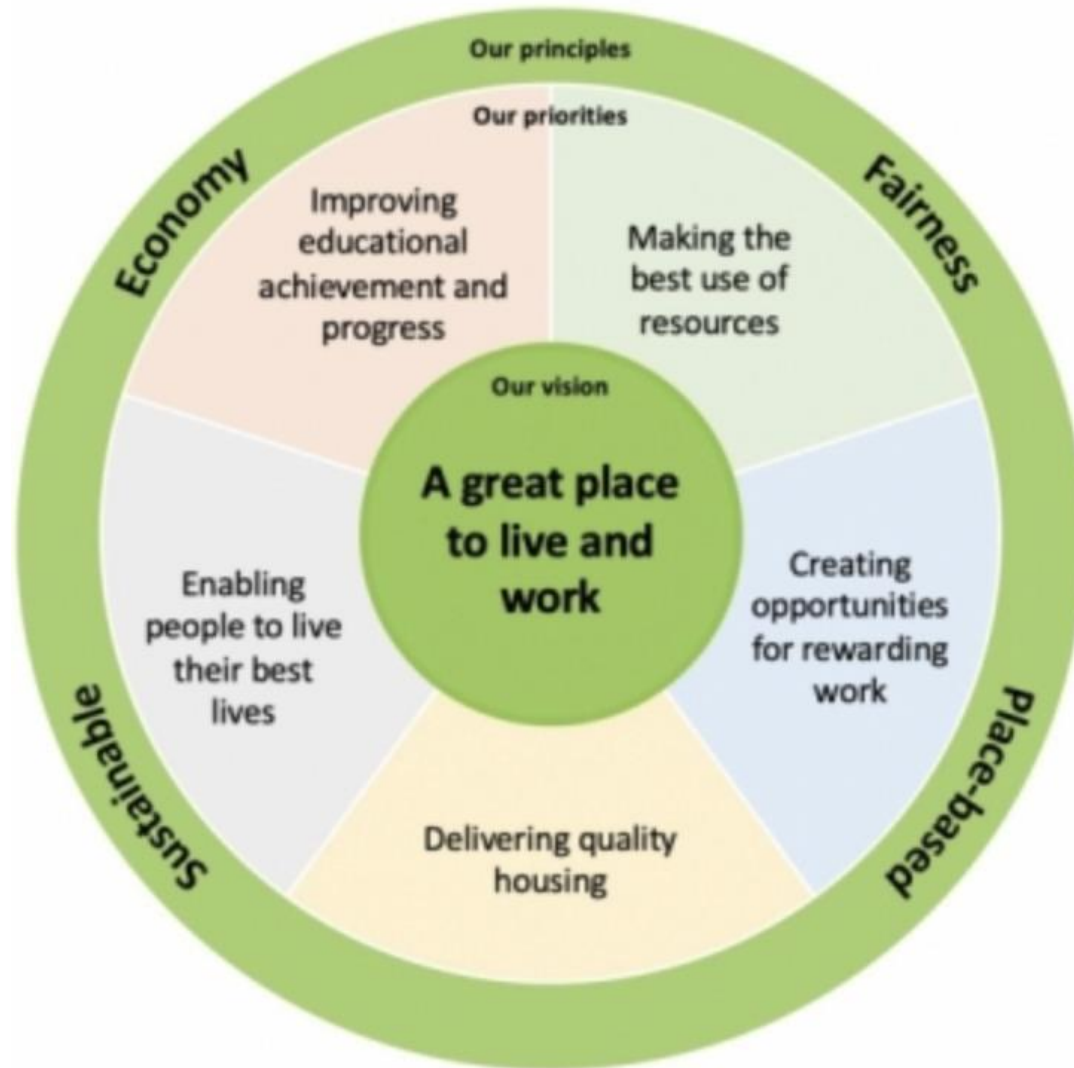 Our principles
Our priorities
Economy
Fairness
Improving
educational
achievement and
progress
Making the
best use of
resources
Our vision
A great place
to live and
work
Enabling
people to live
their best
lives
Creating
opportunities
for rewarding
work
Delivering quality
housing
Sustainable
Place-based